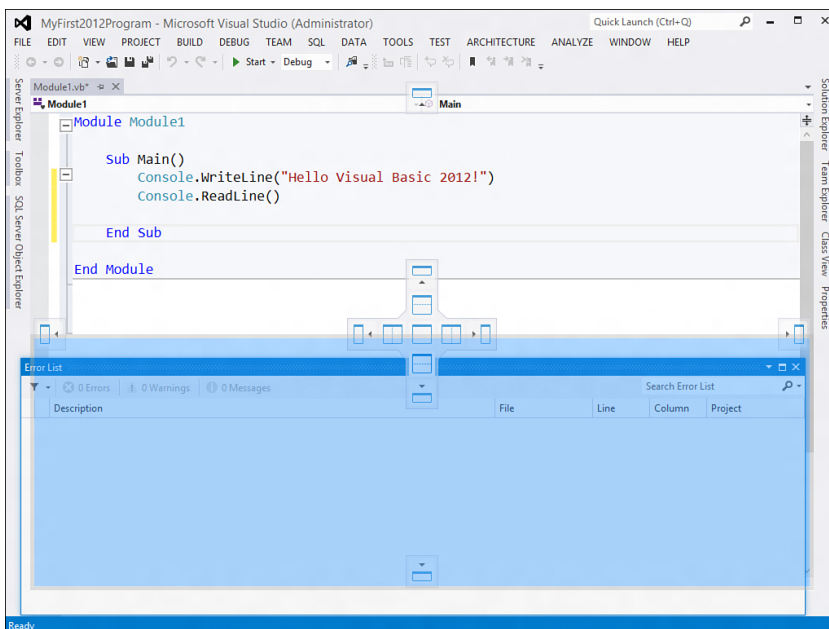 MyFirst2012Program - Microsoft Visual Studio (Administrator)
Quick Launch (Ctrl+Q)
FILE EDIT VIEW PROJECT BUILD DEBUG TEAM SQL DATA TOOLS TEST ARCHITECTURE ANALYZE WINDOW HELP
Start Debug
Server Explorer
Toolbox
SQL Server Object Explorer
Module1.vb*
Module1
Main
Module Module1
Sub Main()
Console.WriteLine("Hello Visual Basic 2012!")
Console.ReadLine()
End Sub
End Module
Solution Explorer
Team Explorer
Class View
Properties
Error List
0 Errors 0 Warnings 0 Messages
Search Error List
Description File Line Column Project
Ready